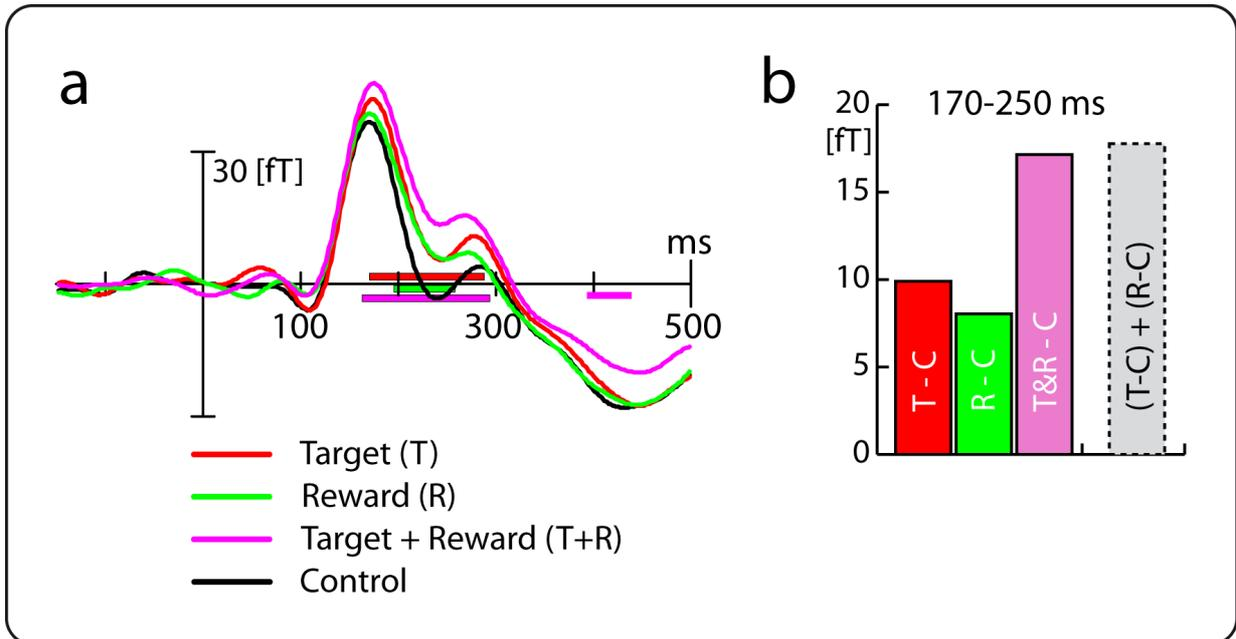 a
30 [fT]
ms
100
300
500
Target (T)
Reward (R)
Target + Reward (T+R)
Control
b
170-250 ms
20
[fT]
15
10
5
0
T - C
R - C
T&R - C
(T-C) + (R-C)